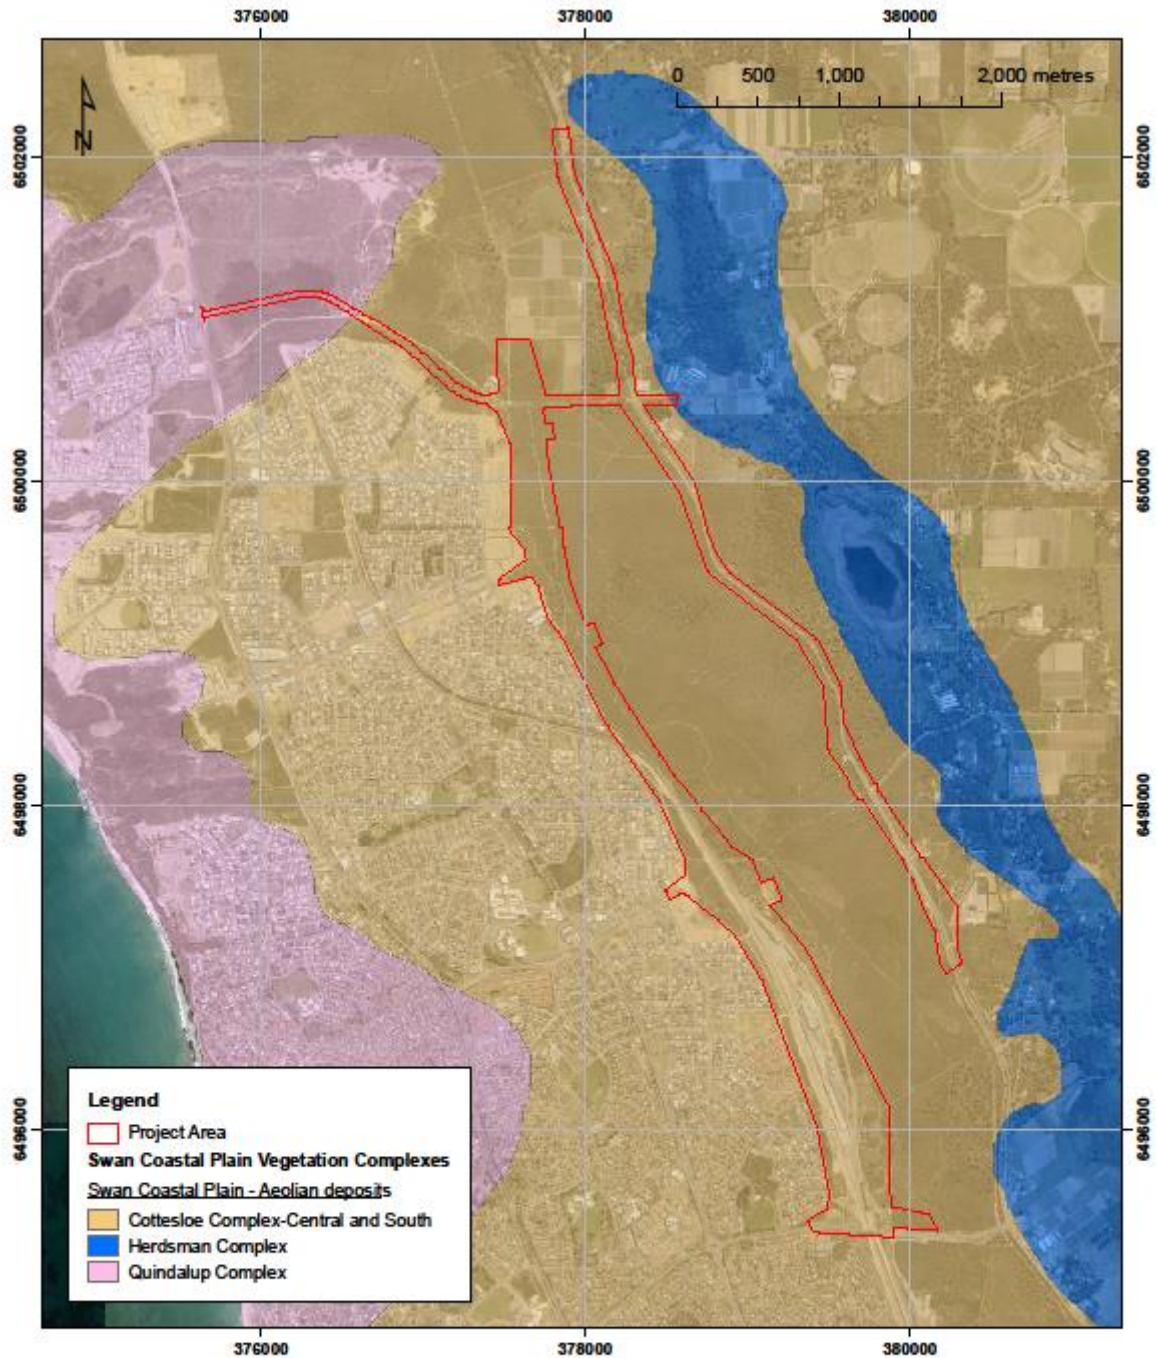 376000 378000 380000
0 500 1,000 2,000 metres
N
6502000 6502000
6500000 6500000
6498000 6498000
6496000 6496000
Legend
Project Area
Swan Coastal Plain Vegetation Complexes
Swan Coastal Plain - Aeolian deposits
Cottesloe Complex-Central and South
Herdsman Complex
Quindalup Complex
376000 378000 380000